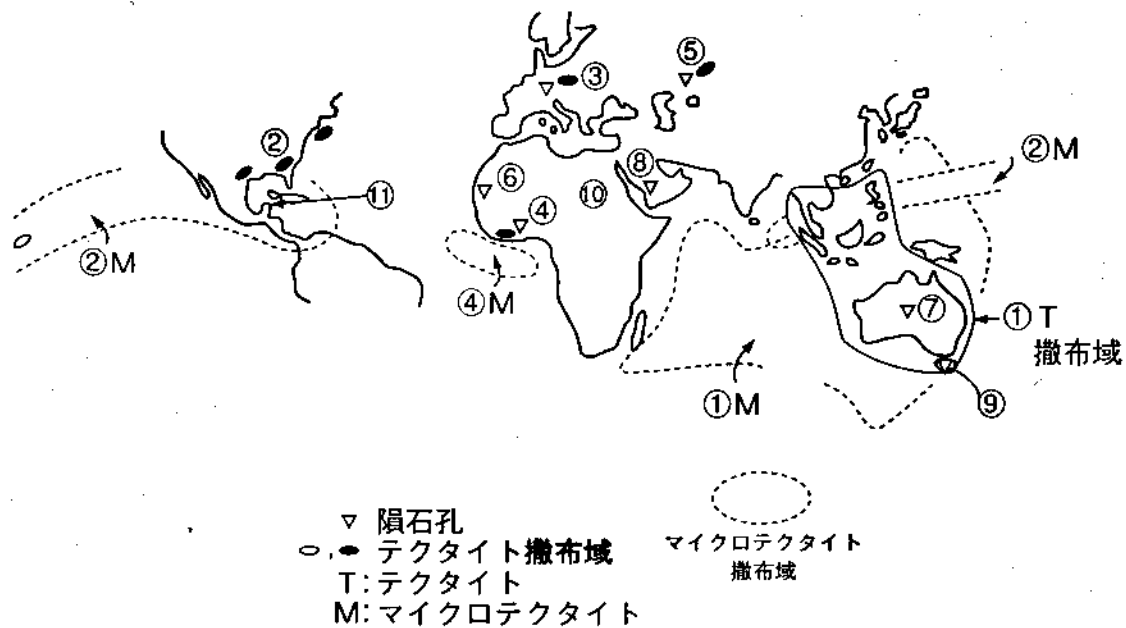 ⑤
③
②
②M
⑧
⑥
⑩
⑪
④
②M
④M
⑦
①T
撒布域
①M
⑨
▽ 隕石孔
⬭,⬬ テクタイト撒布域
T:テクタイト
M:マイクロテクタイト
マイクロテクタイト
撒布域